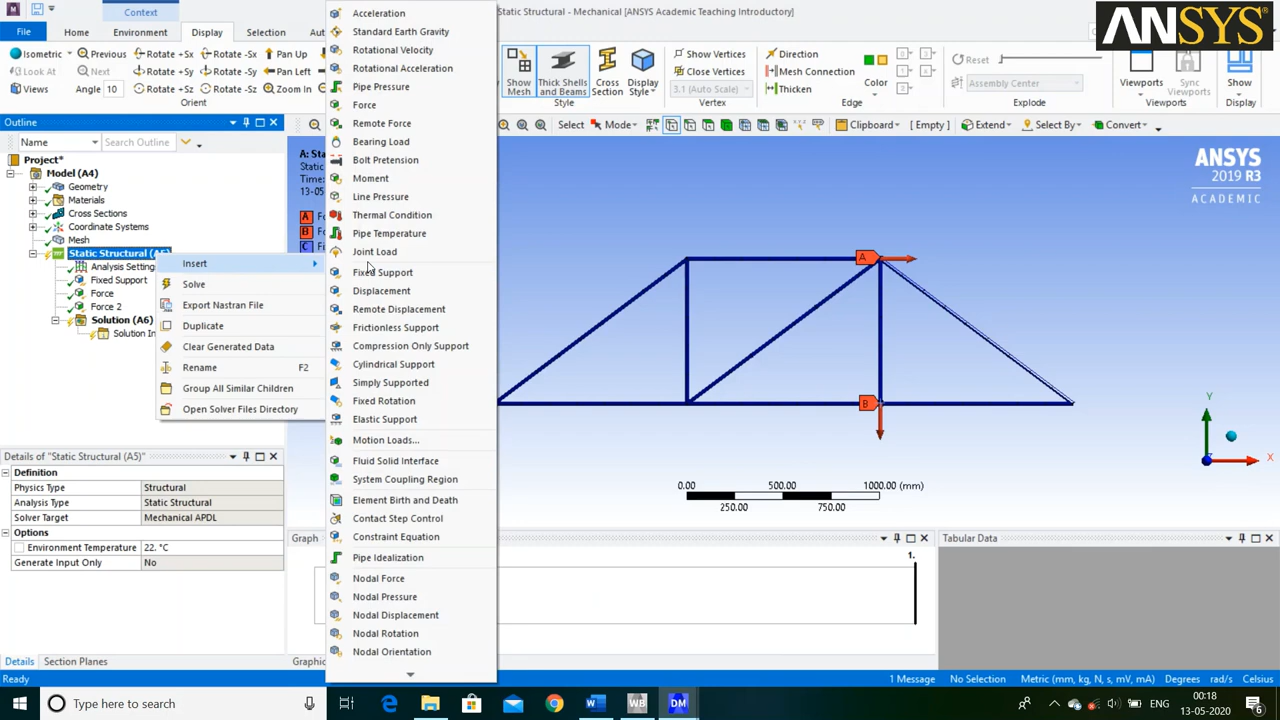 Context
Static Structural - Mechanical [ANSYS Academic Teaching Introductory]
ANSYS
File
Home
Environment
Display
Selection
Isometric
Previous
Rotate +Sx
Rotate -Sx
Pan Up
Look At
Next
Rotate +Sy
Rotate -Sy
Pan Left
Views
Angle 10
Rotate +Sz
Rotate -Sz
Zoom In
Orient
Show Mesh
Thick Shells and Beams
Cross Section
Display Style
Style
Show Vertices
Close Vertices
3.1 (Auto Scale)
Vertex
Direction
Mesh Connection
Thicken
Color
Edge
Reset
Assembly Center
Explode
Viewports
Sync Viewports
Viewports
Show
Display
Outline
Name
Search Outline
Select
Mode
Clipboard
[ Empty ]
Extend
Select By
Convert
Project*
Model (A4)
Geometry
Materials
Cross Sections
Coordinate Systems
Mesh
Static Structural (A5)
Analysis Settings
Fixed Support
Force
Force 2
Solution (A6)
Solution In
Insert
Solve
Export Nastran File
Duplicate
Clear Generated Data
Rename F2
Group All Similar Children
Open Solver Files Directory
Acceleration
Standard Earth Gravity
Rotational Velocity
Rotational Acceleration
Pipe Pressure
Force
Remote Force
Bearing Load
Bolt Pretension
Moment
Line Pressure
Thermal Condition
Pipe Temperature
Joint Load
Fixed Support
Displacement
Remote Displacement
Frictionless Support
Compression Only Support
Cylindrical Support
Simply Supported
Fixed Rotation
Elastic Support
Motion Loads...
Fluid Solid Interface
System Coupling Region
Element Birth and Death
Contact Step Control
Constraint Equation
Pipe Idealization
Nodal Force
Nodal Pressure
Nodal Displacement
Nodal Rotation
Nodal Orientation
A: Sta
Static
Time:
13-05
A
B
C
ANSYS
2019 R3
ACADEMIC
A
B
Y
X
0.00 500.00 1000.00 (mm)
250.00 750.00
Details of "Static Structural (A5)"
Definition
Physics Type Structural
Analysis Type Static Structural
Solver Target Mechanical APDL
Options
Environment Temperature 22. °C
Generate Input Only No
Graph
1.
Tabular Data
Details
Section Planes
Ready
1 Message
No Selection
Metric (mm, kg, N, s, mV, mA)
Degrees
rad/s
Celsius
Type here to search
ENG
00:18
13-05-2020
6